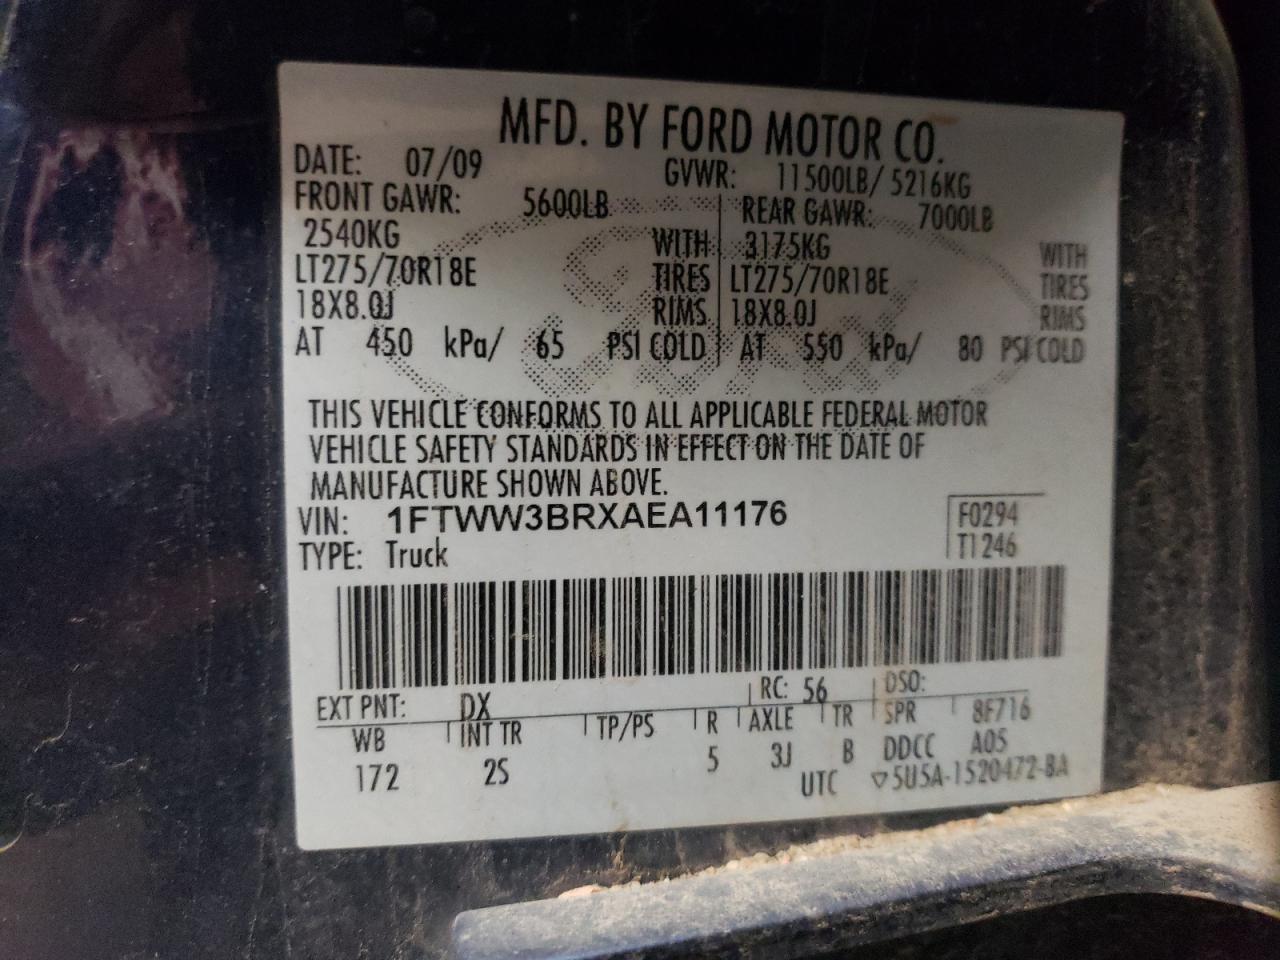 MFD. BY FORD MOTOR CO.
DATE: 07/09 GVWR: 11500LB/ 5216KG
FRONT GAWR: 5600LB REAR GAWR: 7000LB
2540KG WITH 3175KG WITH
LT275/70R18E TIRES LT275/70R18E TIRES
18X8.0J RIMS 18X8.0J RIMS
AT 450 kPa/ 65 PSI COLD AT 550 kPa/ 80 PSI COLD
THIS VEHICLE CONFORMS TO ALL APPLICABLE FEDERAL MOTOR
VEHICLE SAFETY STANDARDS IN EFFECT ON THE DATE OF
MANUFACTURE SHOWN ABOVE.
VIN: 1FTWW3BRXAEA11176 F0294
TYPE: Truck T1246
EXT PNT: DX RC: 56 DSO:
WB INT TR TP/PS R AXLE TR SPR 8F716
172 2S 5 3J B DDCC A05
UTC ▽5U5A-1520472-BA